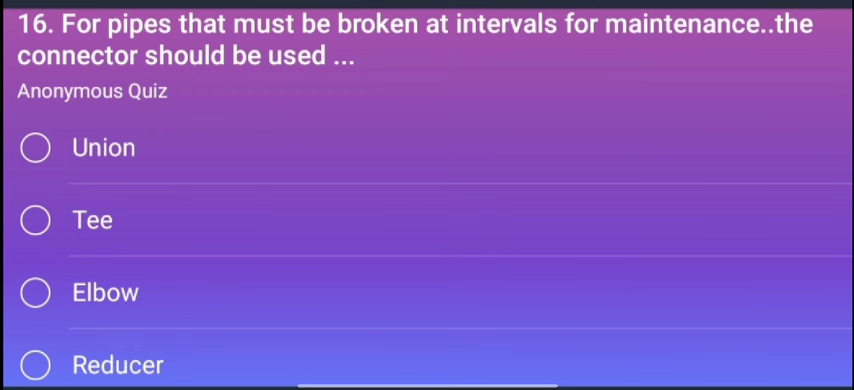 16. For pipes that must be broken at intervals for maintenance..the
connector should be used ...
Anonymous Quiz
Union
Tee
Elbow
Reducer